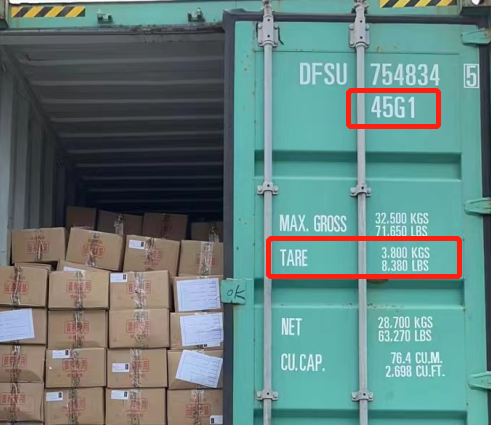 DFSU 754834 5
45G1
MAX. GROSS 32.500 KGS
71.650 LBS
TARE 3.800 KGS
8.380 LBS
OK
NET 28.700 KGS
63.270 LBS
CU.CAP. 76.4 CU.M.
2.698 CU.FT.